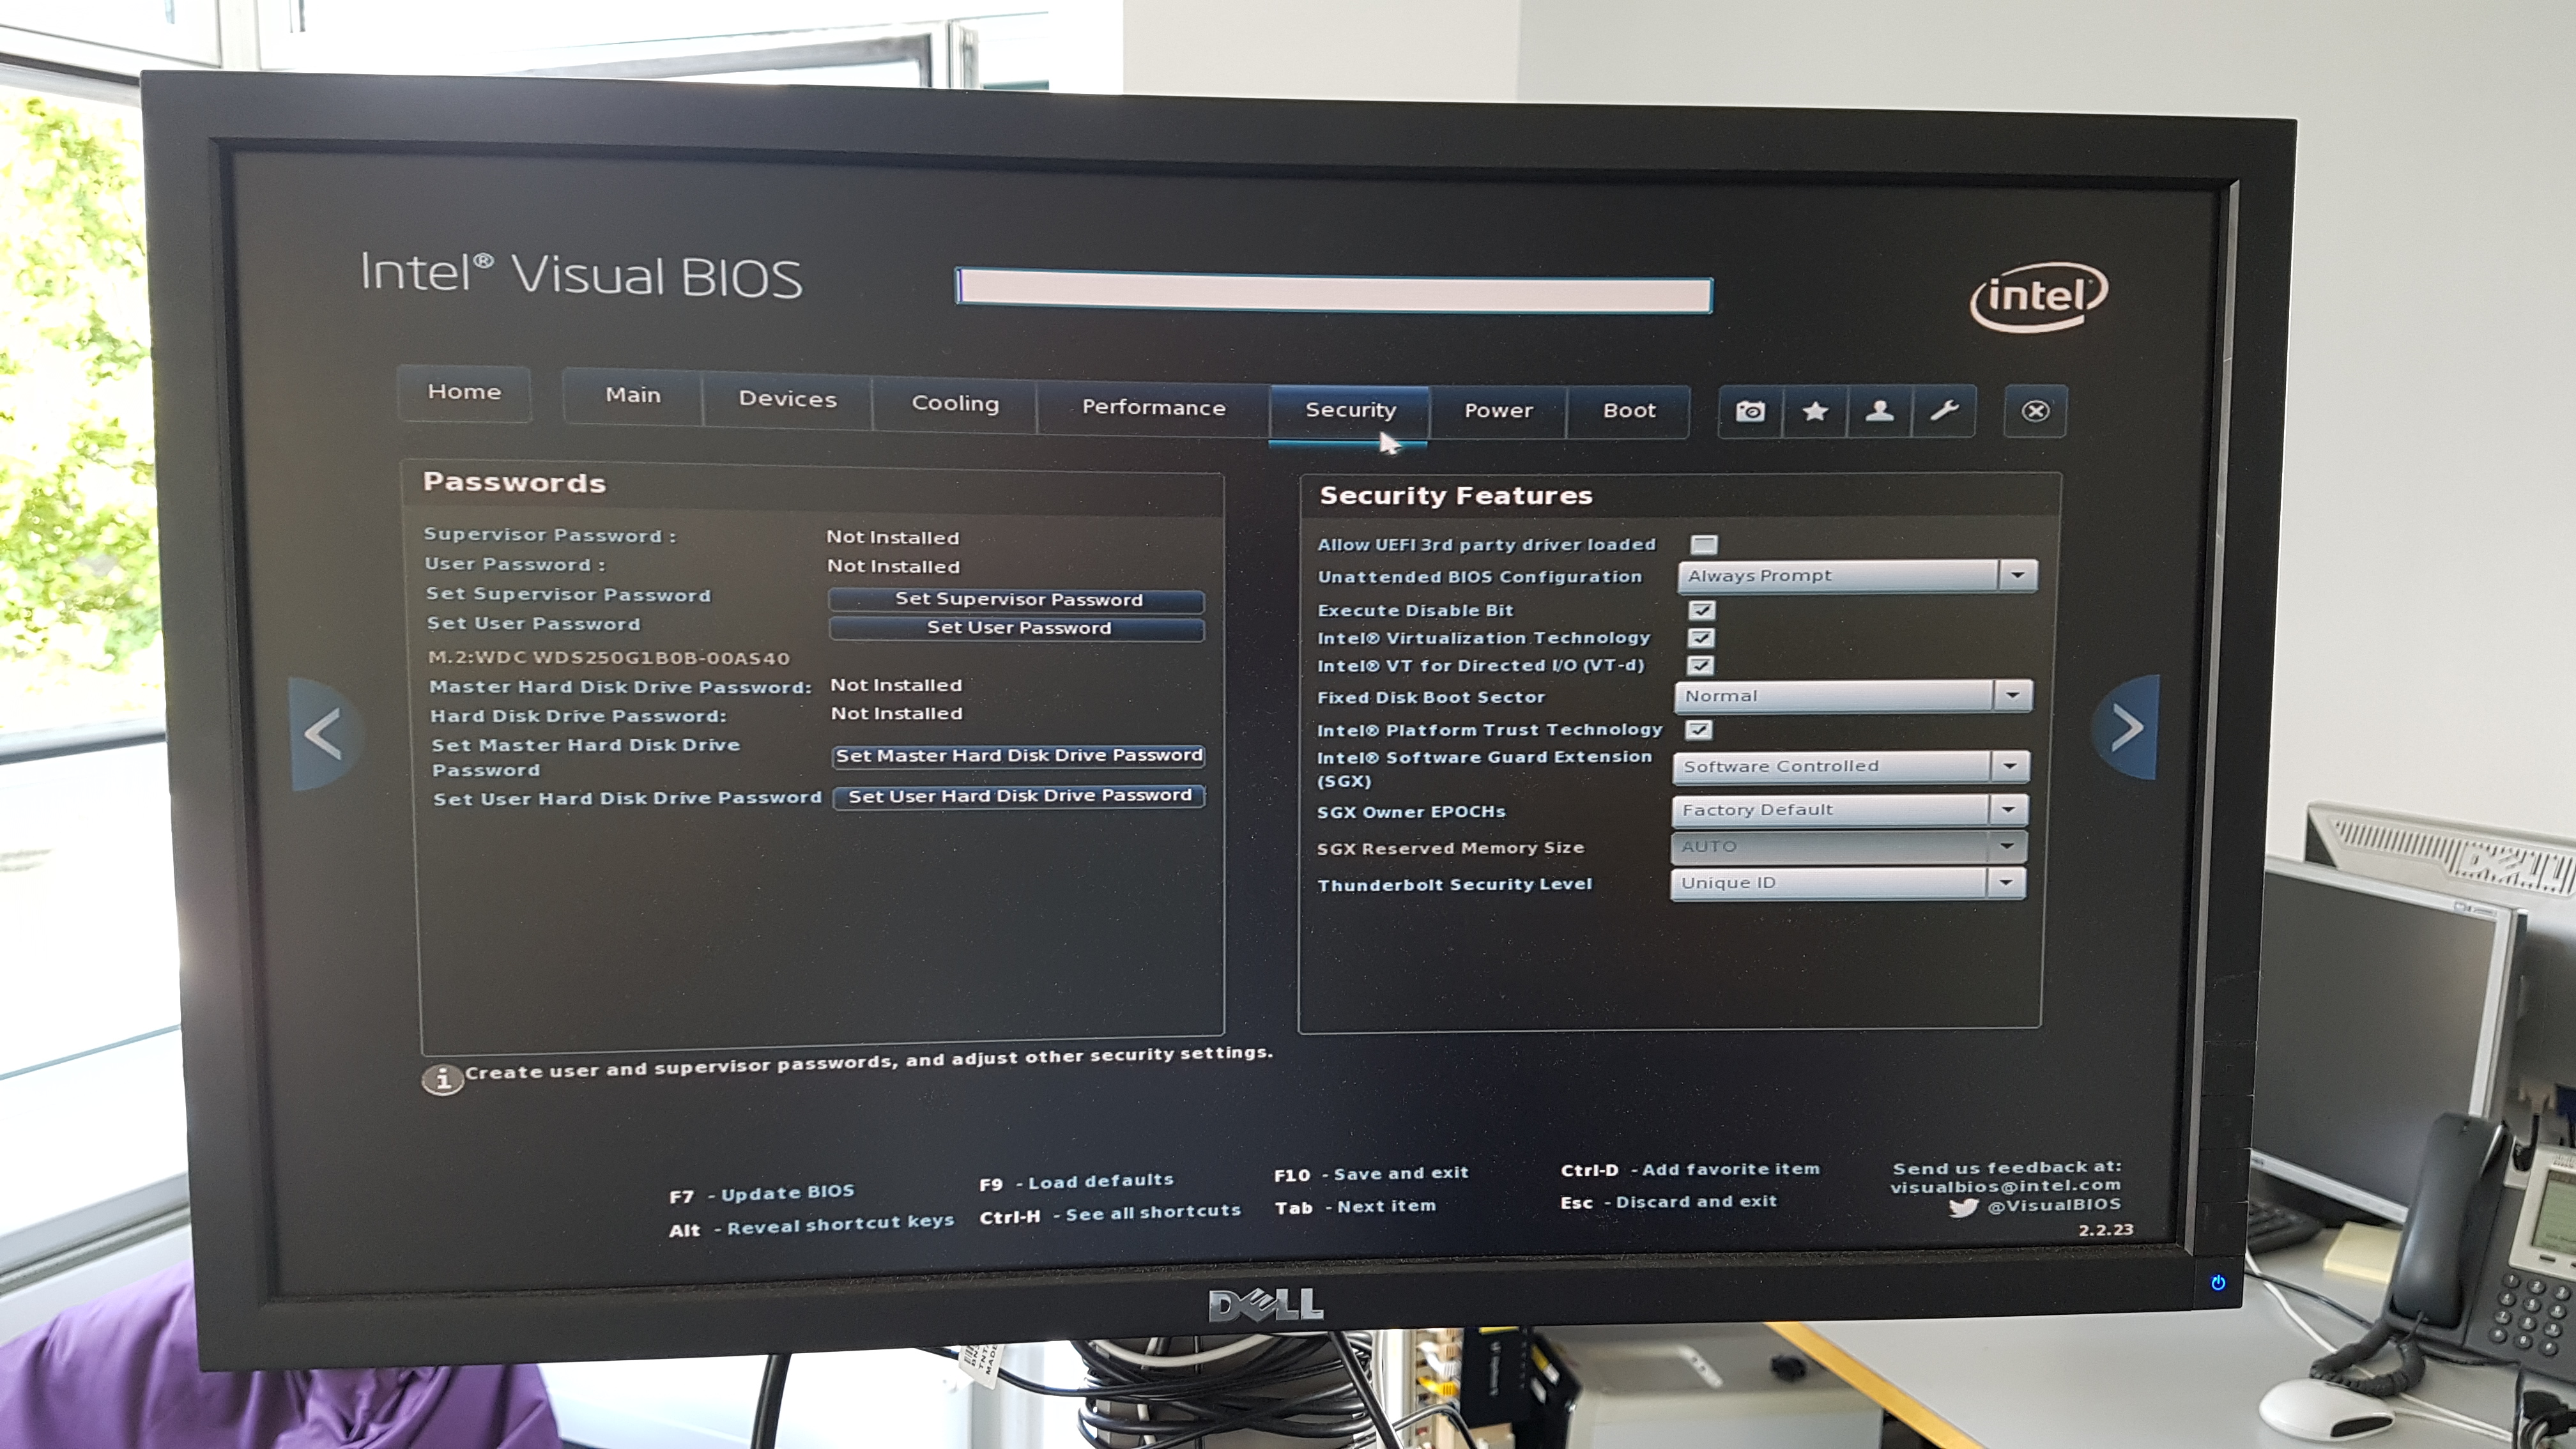 Intel® Visual BIOS
intel
Home
Main
Devices
Cooling
Performance
Security
Power
Boot
Passwords
Supervisor Password : Not Installed
User Password : Not Installed
Set Supervisor Password Set Supervisor Password
Set User Password Set User Password
M.2:WDC WDS250G1B0B-00AS40
Master Hard Disk Drive Password: Not Installed
Hard Disk Drive Password: Not Installed
Set Master Hard Disk Drive
Password
Set Master Hard Disk Drive Password
Set User Hard Disk Drive Password Set User Hard Disk Drive Password
Security Features
Allow UEFI 3rd party driver loaded
Unattended BIOS Configuration Always Prompt
Execute Disable Bit
Intel® Virtualization Technology
Intel® VT for Directed I/O (VT-d)
Fixed Disk Boot Sector Normal
Intel® Platform Trust Technology
Intel® Software Guard Extension
(SGX)
Software Controlled
SGX Owner EPOCHs Factory Default
SGX Reserved Memory Size AUTO
Thunderbolt Security Level Unique ID
Create user and supervisor passwords, and adjust other security settings.
F7 - Update BIOS
F9 - Load defaults
F10 - Save and exit
Ctrl-D - Add favorite item
Alt - Reveal shortcut keys
Ctrl-H - See all shortcuts
Tab - Next item
Esc - Discard and exit
Send us feedback at:
visualbios@intel.com
@VisualBIOS
2.2.23
DELL
DELL